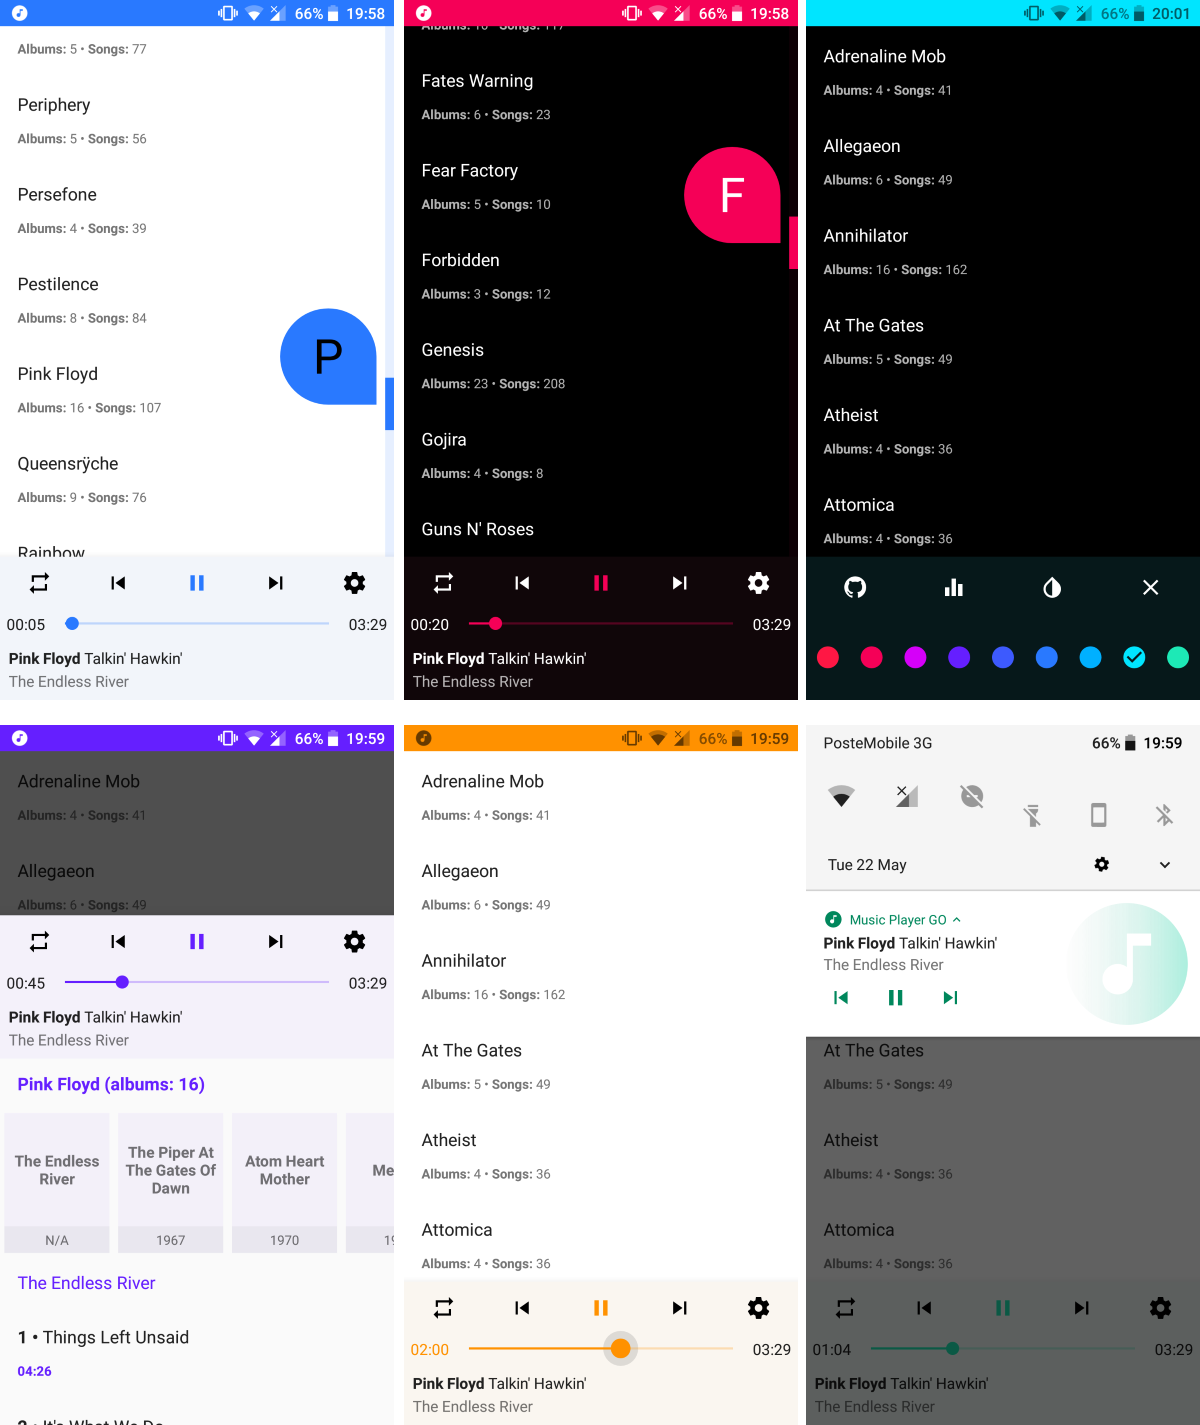 66% 19:58
Albums: 5 • Songs: 77
Periphery
Albums: 5 • Songs: 56
Persefone
Albums: 4 • Songs: 39
Pestilence
Albums: 8 • Songs: 84
P
Pink Floyd
Albums: 16 • Songs: 107
Queensrÿche
Albums: 9 • Songs: 76
Rainbow
00:05 03:29
Pink Floyd Talkin' Hawkin'
The Endless River
66% 19:58
Albums: 10 • Songs: 117
Fates Warning
Albums: 6 • Songs: 23
Fear Factory
F
Albums: 5 • Songs: 10
Forbidden
Albums: 3 • Songs: 12
Genesis
Albums: 23 • Songs: 208
Gojira
Albums: 4 • Songs: 8
Guns N' Roses
00:20 03:29
Pink Floyd Talkin' Hawkin'
The Endless River
66% 20:01
Adrenaline Mob
Albums: 4 • Songs: 41
Allegaeon
Albums: 6 • Songs: 49
Annihilator
Albums: 16 • Songs: 162
At The Gates
Albums: 5 • Songs: 49
Atheist
Albums: 4 • Songs: 36
Attomica
Albums: 4 • Songs: 36
66% 19:59
Adrenaline Mob
Albums: 4 • Songs: 41
Allegaeon
Albums: 6 • Songs: 49
00:45 03:29
Pink Floyd Talkin' Hawkin'
The Endless River
Pink Floyd (albums: 16)
The Endless
River
N/A
The Piper At
The Gates Of
Dawn
1967
Atom Heart
Mother
1970
Me
19
The Endless River
1 • Things Left Unsaid
04:26
2 • It's What We Do
66% 19:59
Adrenaline Mob
Albums: 4 • Songs: 41
Allegaeon
Albums: 6 • Songs: 49
Annihilator
Albums: 16 • Songs: 162
At The Gates
Albums: 5 • Songs: 49
Atheist
Albums: 4 • Songs: 36
Attomica
Albums: 4 • Songs: 36
02:00 03:29
Pink Floyd Talkin' Hawkin'
The Endless River
PosteMobile 3G 66% 19:59
Tue 22 May
Music Player GO
Pink Floyd Talkin' Hawkin'
The Endless River
At The Gates
Albums: 5 • Songs: 49
Atheist
Albums: 4 • Songs: 36
Attomica
Albums: 4 • Songs: 36
01:04 03:29
Pink Floyd Talkin' Hawkin'
The Endless River